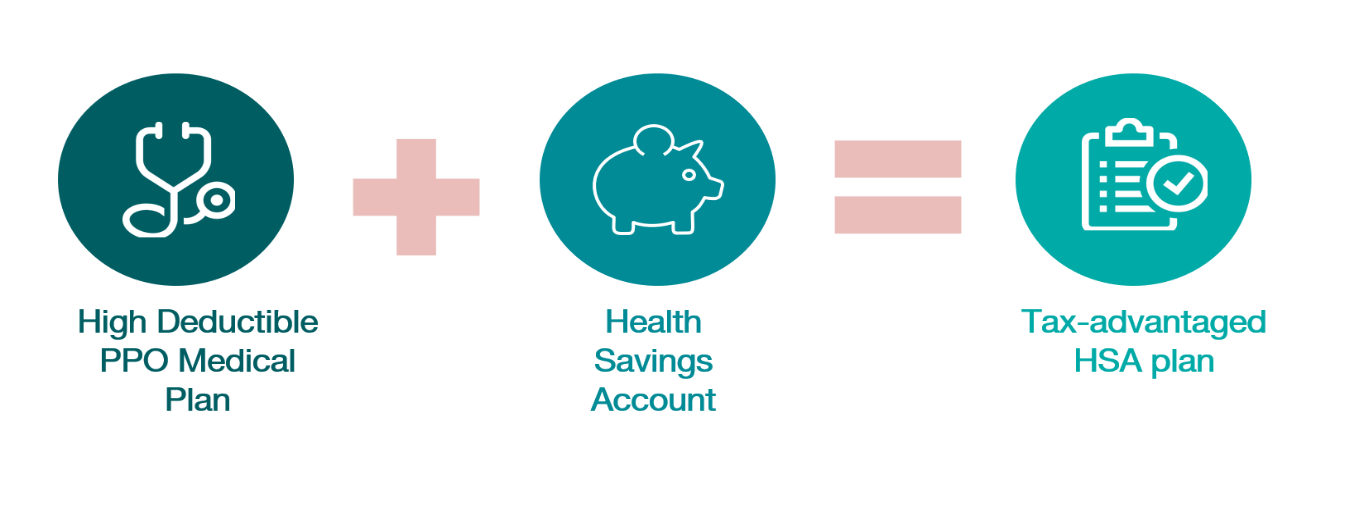 High Deductible
PPO Medical
Plan
Health
Savings
Account
Tax-advantaged
HSA plan